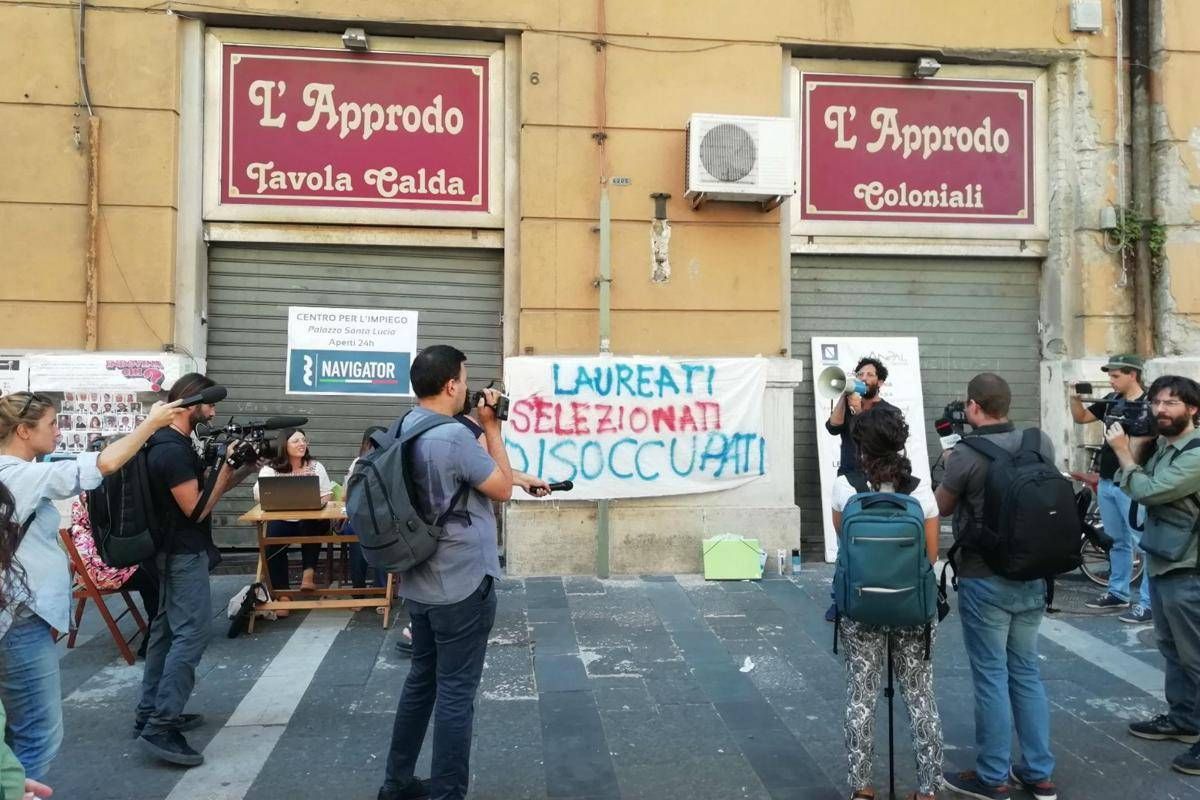 L' Approdo
Tavola Calda
6
L' Approdo
Coloniali
CENTRO PER L'IMPIEGO
Palazzo Santa Lucia
Aperti 24h
NAVIGATOR
LAUREATI
SELEZIONATI
DISOCCUPATI